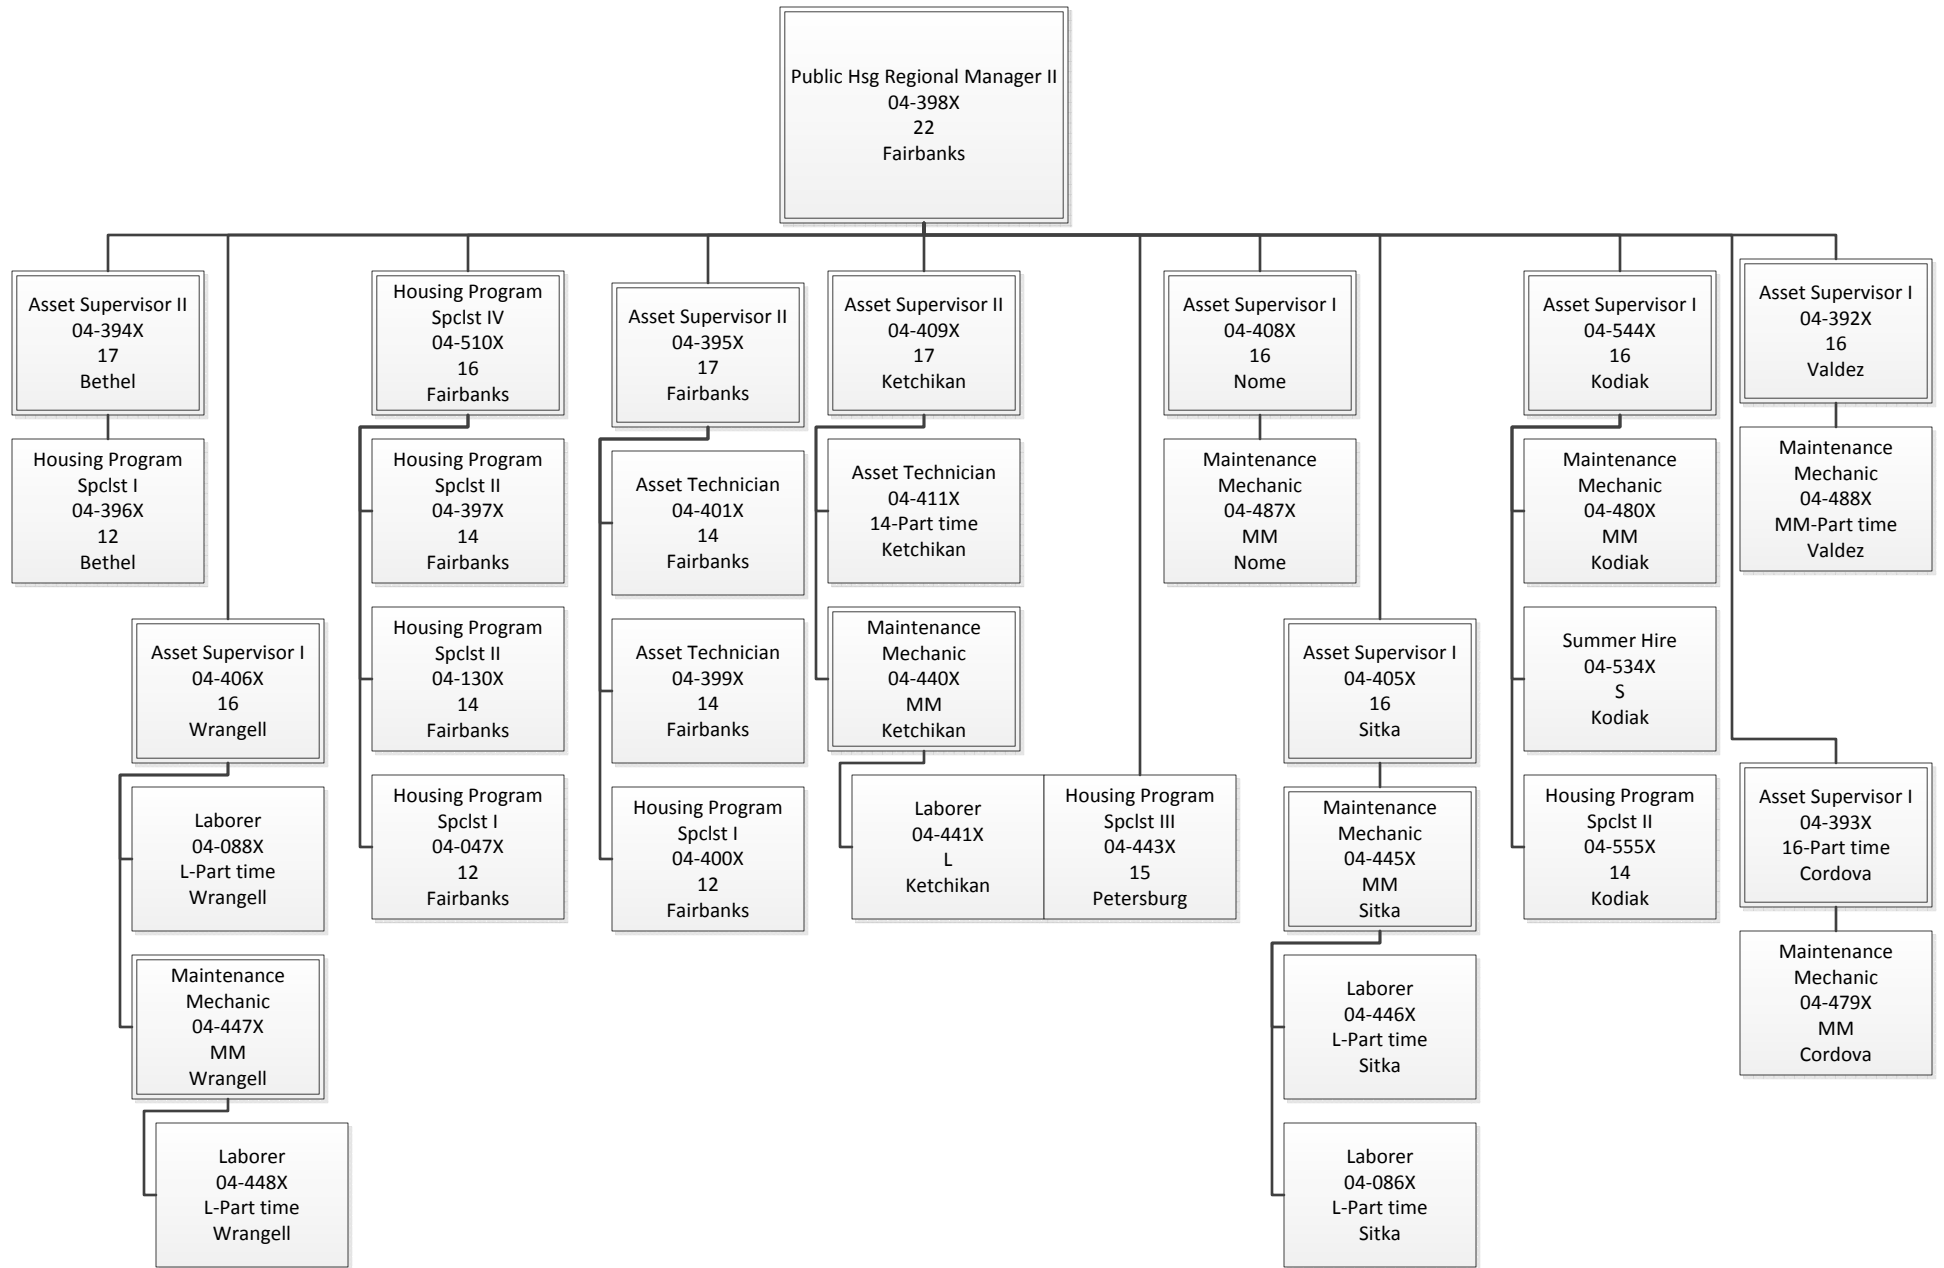 Public Hsg Regional Manager II
04-398X
22
Fairbanks
Asset Supervisor II
04-394X
17
Bethel
Housing Program
Spclst I
04-396X
12
Bethel
Asset Supervisor I
04-406X
16
Wrangell
Laborer
04-088X
L-Part time
Wrangell
Maintenance
Mechanic
04-447X
MM
Wrangell
Laborer
04-448X
L-Part time
Wrangell
Housing Program
Spclst IV
04-510X
16
Fairbanks
Housing Program
Spclst II
04-397X
14
Fairbanks
Housing Program
Spclst II
04-130X
14
Fairbanks
Housing Program
Spclst I
04-047X
12
Fairbanks
Asset Supervisor II
04-395X
17
Fairbanks
Asset Technician
04-401X
14
Fairbanks
Asset Technician
04-399X
14
Fairbanks
Housing Program
Spclst I
04-400X
12
Fairbanks
Asset Supervisor II
04-409X
17
Ketchikan
Asset Technician
04-411X
14-Part time
Ketchikan
Maintenance
Mechanic
04-440X
MM
Ketchikan
Laborer
04-441X
L
Ketchikan
Housing Program
Spclst III
04-443X
15
Petersburg
Asset Supervisor I
04-408X
16
Nome
Maintenance
Mechanic
04-487X
MM
Nome
Asset Supervisor I
04-405X
16
Sitka
Maintenance
Mechanic
04-445X
MM
Sitka
Laborer
04-446X
L-Part time
Sitka
Laborer
04-086X
L-Part time
Sitka
Asset Supervisor I
04-544X
16
Kodiak
Maintenance
Mechanic
04-480X
MM
Kodiak
Summer Hire
04-534X
S
Kodiak
Housing Program
Spclst II
04-555X
14
Kodiak
Asset Supervisor I
04-392X
16
Valdez
Maintenance
Mechanic
04-488X
MM-Part time
Valdez
Asset Supervisor I
04-393X
16-Part time
Cordova
Maintenance
Mechanic
04-479X
MM
Cordova